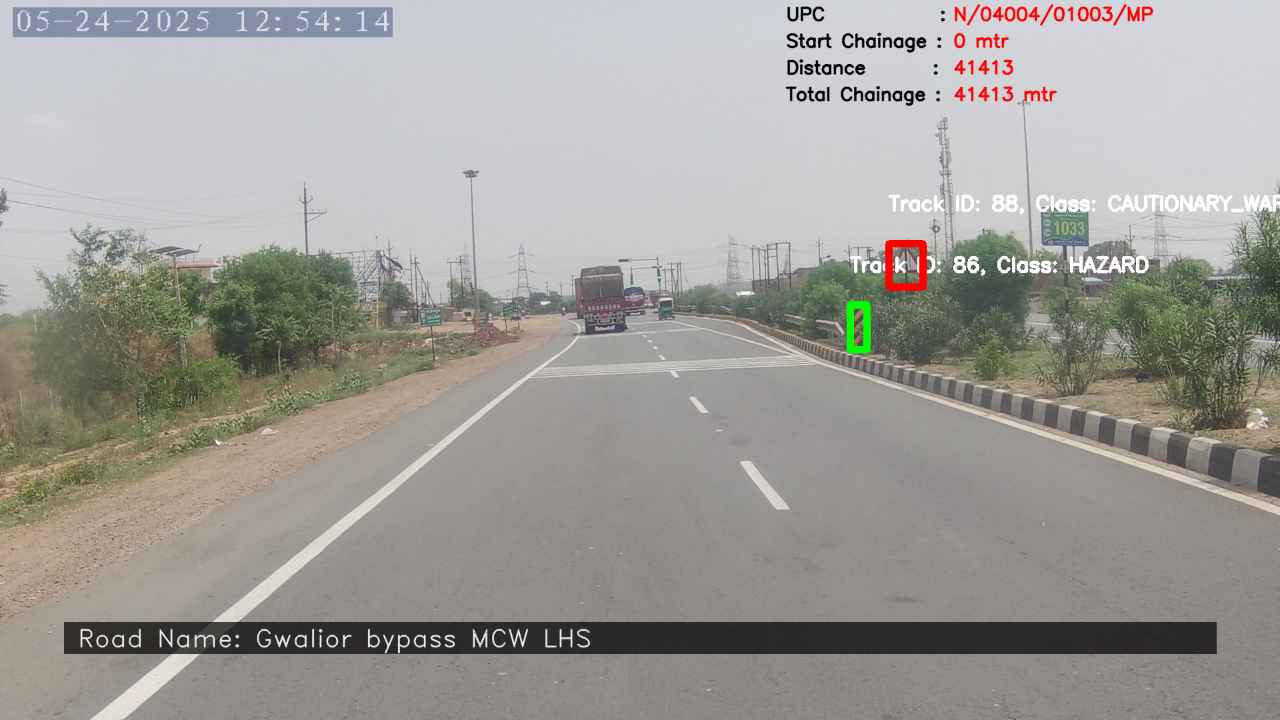 05-24-2025 12:54:14
UPC : N/04004/01003/MP
Start Chainage : 0 mtr
Distance : 41413
Total Chainage : 41413 mtr
Track ID: 88, Class: CAUTIONARY_WAR
1033
Track ID: 86, Class: HAZARD
Road Name: Gwalior bypass MCW LHS